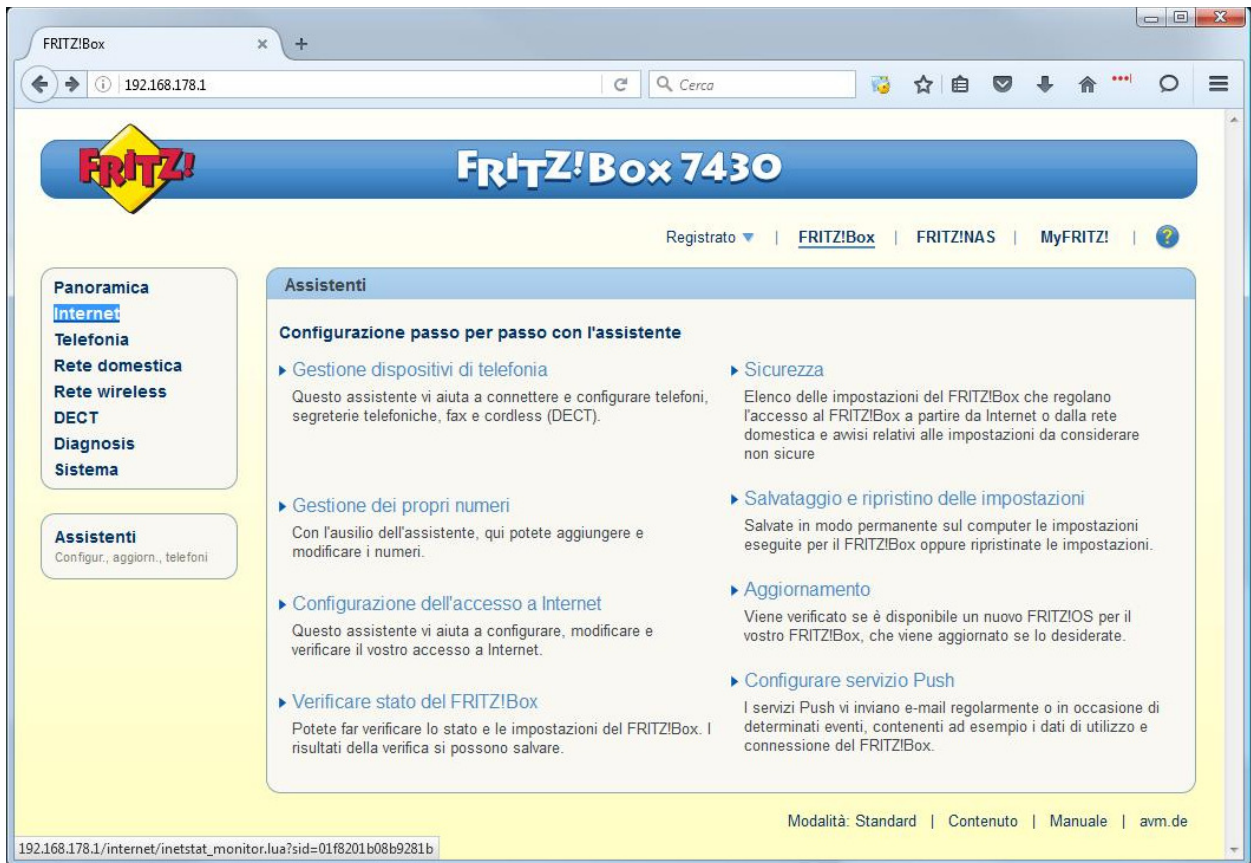 FRITZ!Box
192.168.178.1
Cerca
FRITZ!
FRITZ!Box 7430
Registrato | FRITZ!Box | FRITZ!NAS | MyFRITZ! | ?
Panoramica
Internet
Telefonia
Rete domestica
Rete wireless
DECT
Diagnosis
Sistema
Assistenti
Configur., aggiorn., telefoni
Assistenti
Configurazione passo per passo con l'assistente
Gestione dispositivi di telefonia
Questo assistente vi aiuta a connettere e configurare telefoni,
segreterie telefoniche, fax e cordless (DECT).
Gestione dei propri numeri
Con l'ausilio dell'assistente, qui potete aggiungere e
modificare i numeri.
Configurazione dell'accesso a Internet
Questo assistente vi aiuta a configurare, modificare e
verificare il vostro accesso a Internet.
Verificare stato del FRITZ!Box
Potete far verificare lo stato e le impostazioni del FRITZ!Box. I
risultati della verifica si possono salvare.
Sicurezza
Elenco delle impostazioni del FRITZ!Box che regolano
l'accesso al FRITZ!Box a partire da Internet o dalla rete
domestica e avvisi relativi alle impostazioni da considerare
non sicure
Salvataggio e ripristino delle impostazioni
Salvate in modo permanente sul computer le impostazioni
eseguite per il FRITZ!Box oppure ripristinate le impostazioni.
Aggiornamento
Viene verificato se è disponibile un nuovo FRITZ!OS per il
vostro FRITZ!Box, che viene aggiornato se lo desiderate.
Configurare servizio Push
I servizi Push vi inviano e-mail regolarmente o in occasione di
determinati eventi, contenenti ad esempio i dati di utilizzo e
connessione del FRITZ!Box.
Modalità: Standard | Contenuto | Manuale | avm.de
192.168.178.1/internet/inetstat_monitor.lua?sid=01f8201b08b9281b